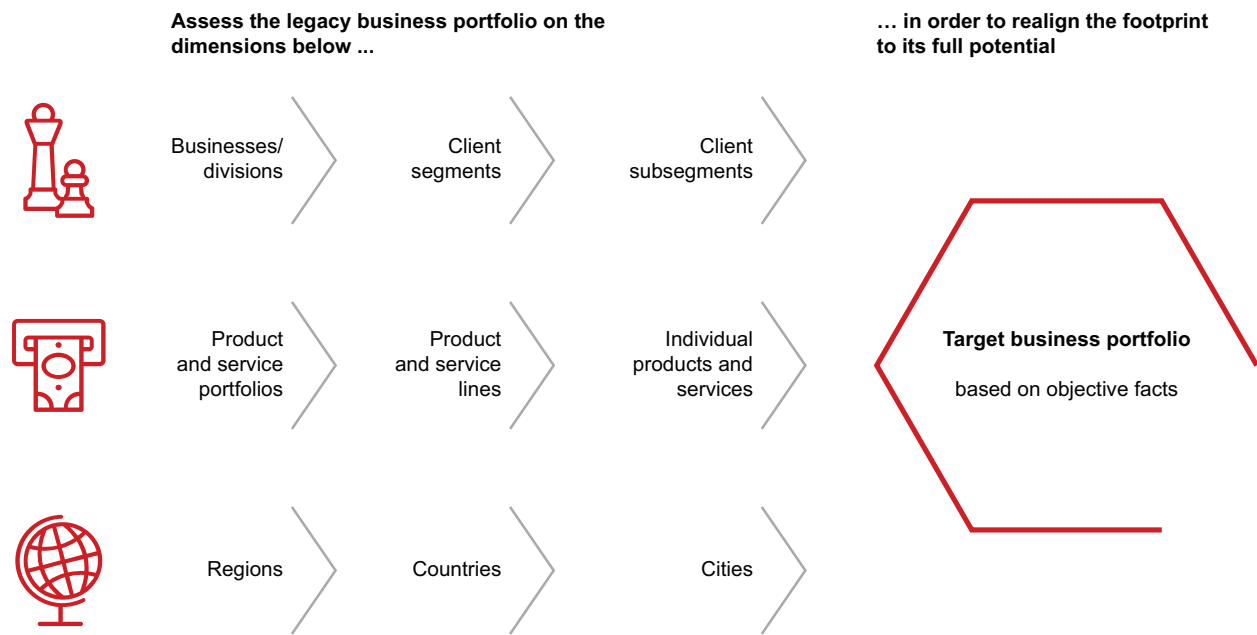 Assess the legacy business portfolio on the
dimensions below ...
… in order to realign the footprint
to its full potential
Businesses/
divisions
Client
segments
Client
subsegments
Product
and service
portfolios
Product
and service
lines
Individual
products and
services
Target business portfolio
based on objective facts
Regions
Countries
Cities